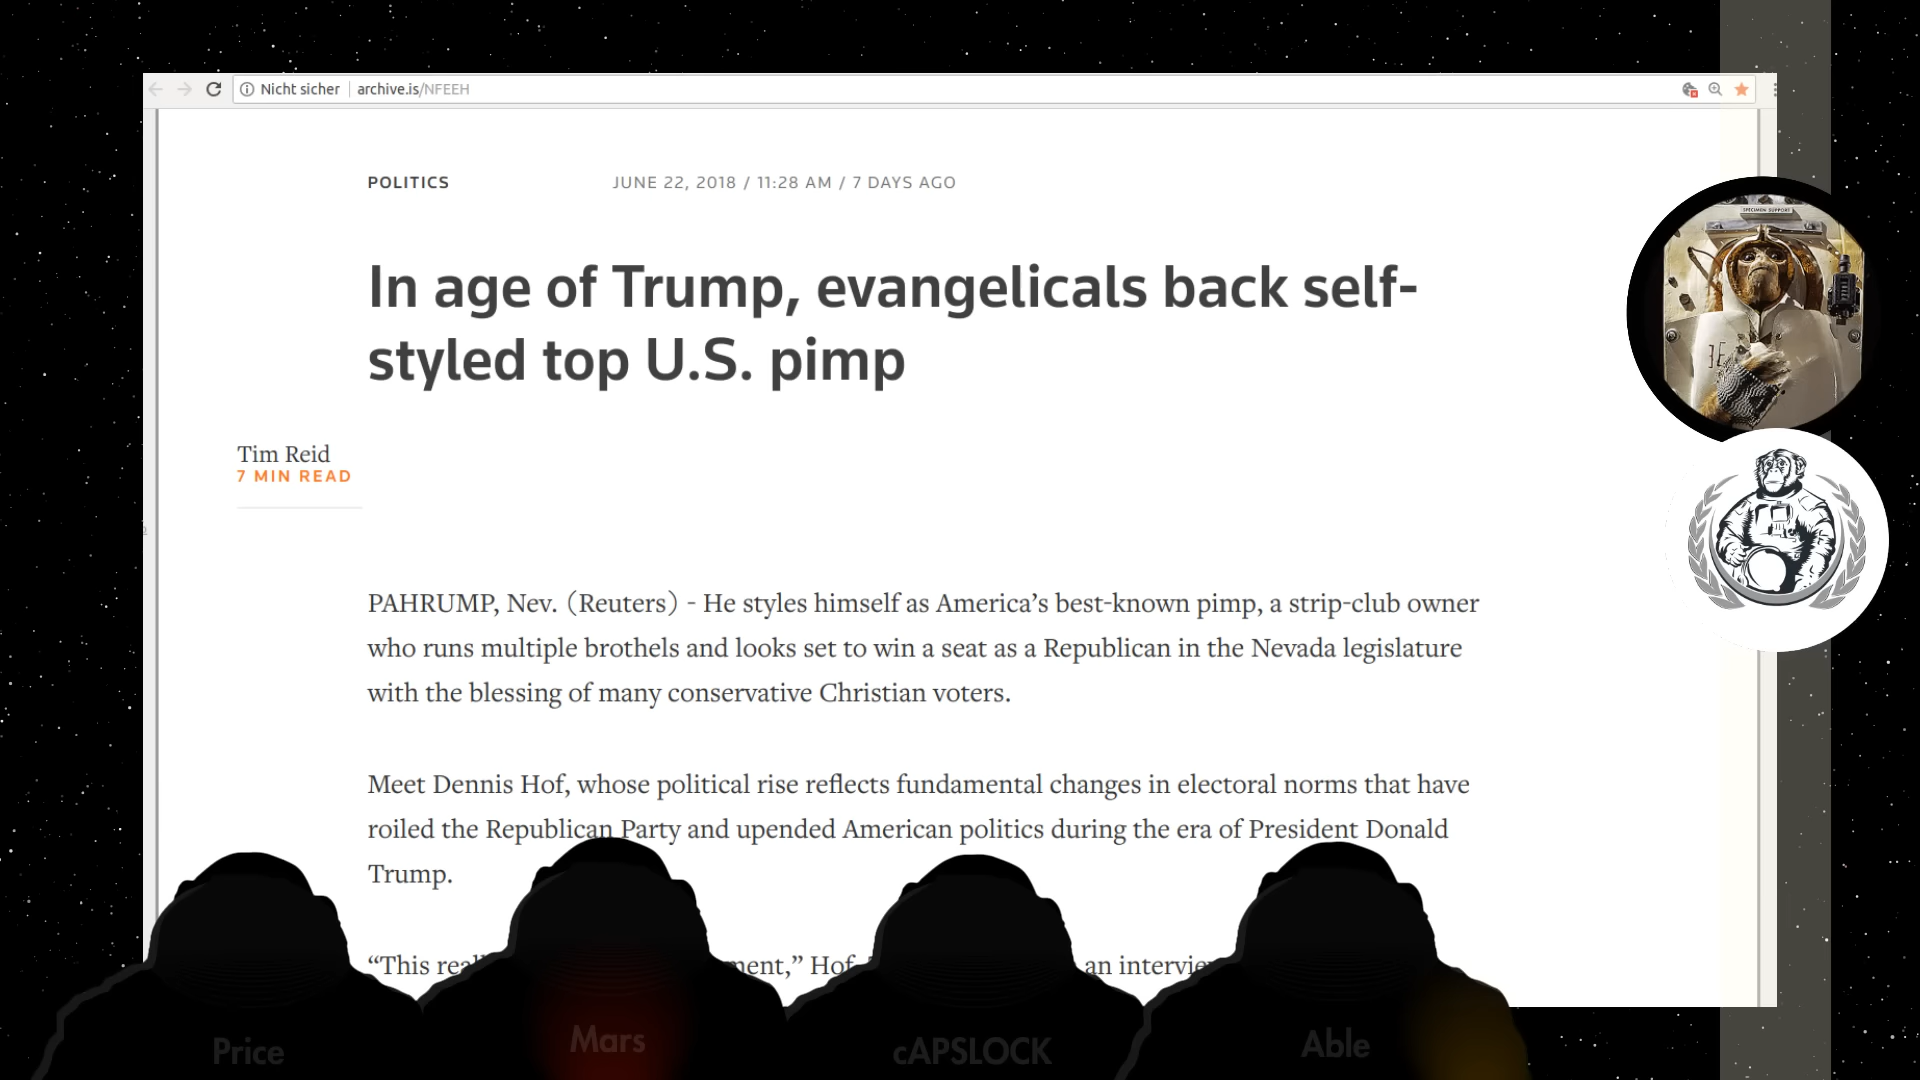 Nicht sicher archive.is/NFEEH
POLITICS JUNE 22, 2018 / 11:28 AM / 7 DAYS AGO
SPECIMEN SUPPORT
In age of Trump, evangelicals back self-
styled top U.S. pimp
Tim Reid
7 MIN READ
PAHRUMP, Nev. (Reuters) - He styles himself as America’s best-known pimp, a strip-club owner
who runs multiple brothels and looks set to win a seat as a Republican in the Nevada legislature
with the blessing of many conservative Christian voters.
Meet Dennis Hof, whose political rise reflects fundamental changes in electoral norms that have
roiled the Republican Party and upended American politics during the era of President Donald
Trump.
“This Hof an
Price
Mars
cAPSLOCK
Able